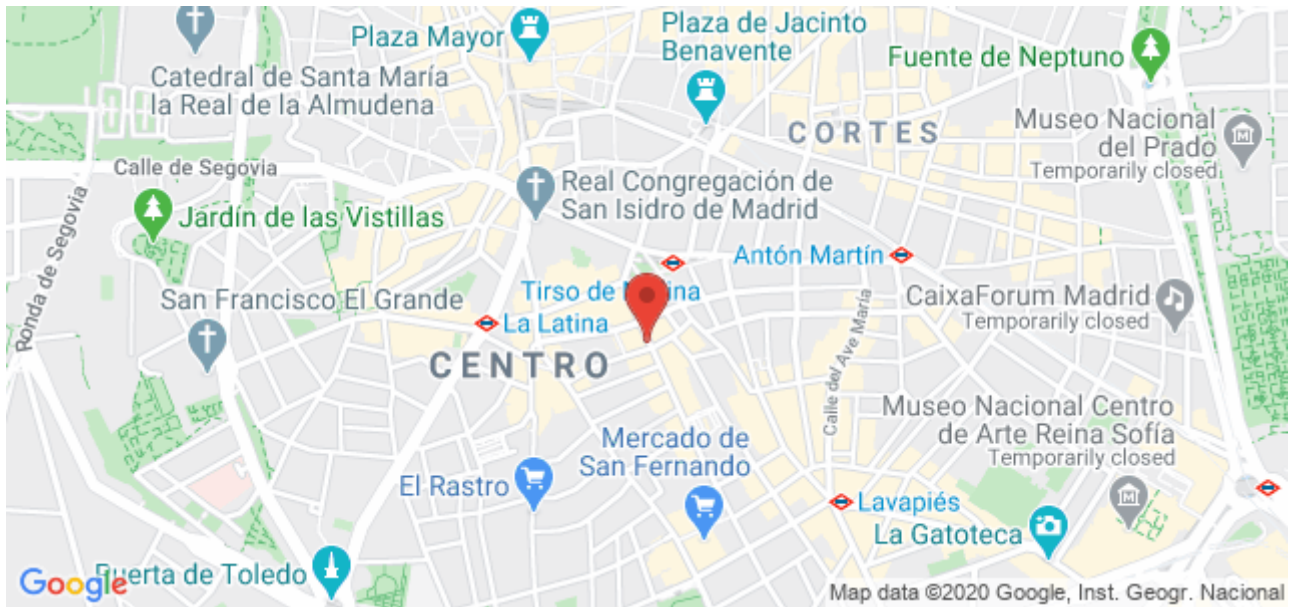 Plaza Mayor
Plaza de Jacinto
Benavente
Fuente de Neptuno
Catedral de Santa María
la Real de la Almudena
CORTES
Museo Nacional
del Prado
Temporarily closed
Calle de Segovia
Real Congregación de
San Isidro de Madrid
Jardín de las Vistillas
Ronda de Segovia
Antón Martín
Tirso de M ina
San Francisco El Grande
La Latina
CaixaForum Madrid
Temporarily closed
CENTRO
Calle del Ave María
Museo Nacional Centro
de Arte Reina Sofía
Temporarily closed
Mercado de
San Fernando
El Rastro
Lavapiés
La Gatoteca
Google
Puerta de Toledo
Map data ©2020 Google, Inst. Geogr. Nacional